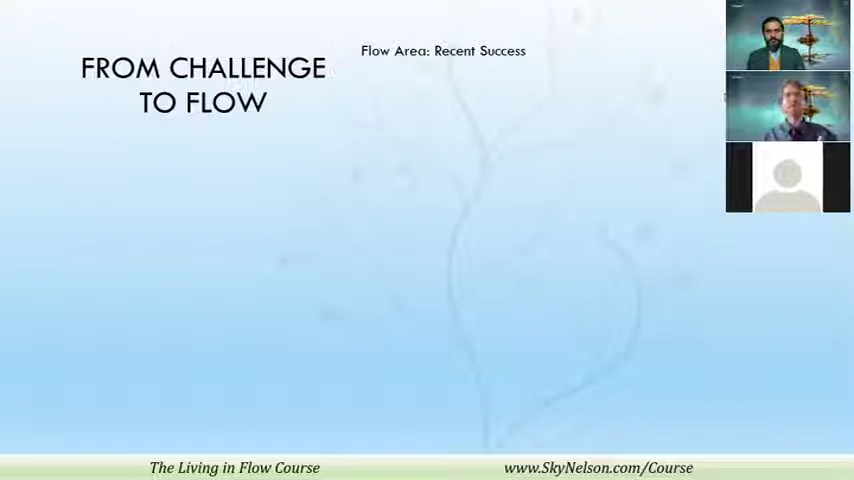 FROM CHALLENGE
TO FLOW
Flow Area: Recent Success
The Living in Flow Course
www.SkyNelson.com/Course